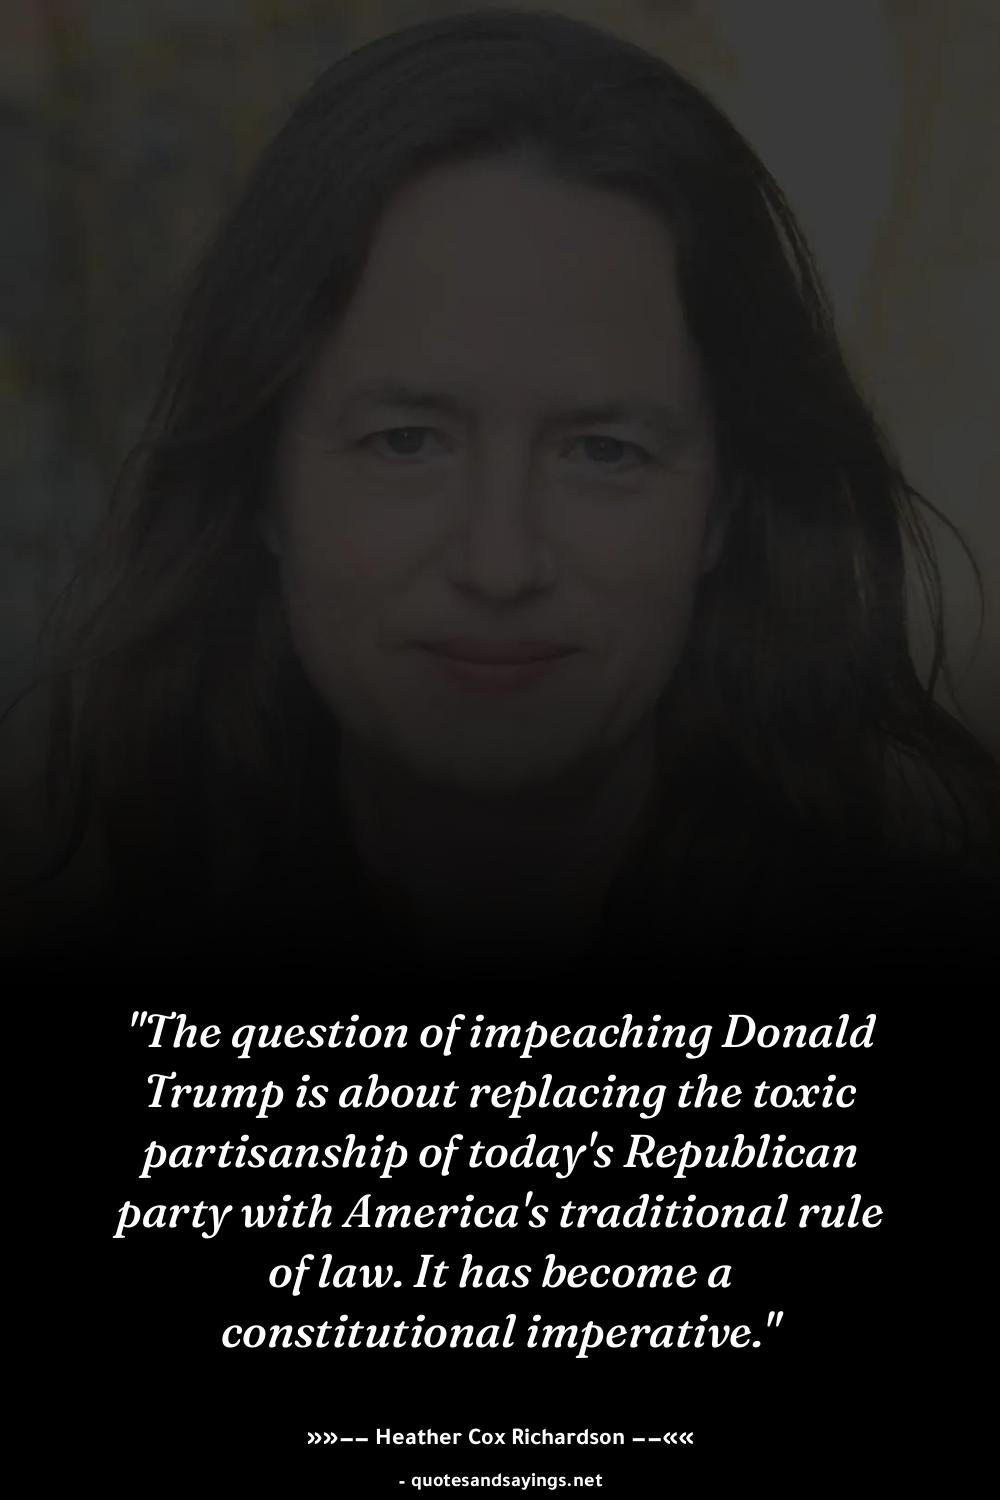 "The question of impeaching Donald
Trump is about replacing the toxic
partisanship of today's Republican
party with America's traditional rule
of law. It has become a
constitutional imperative."
»»–– Heather Cox Richardson ––««
- quotesandsayings.net